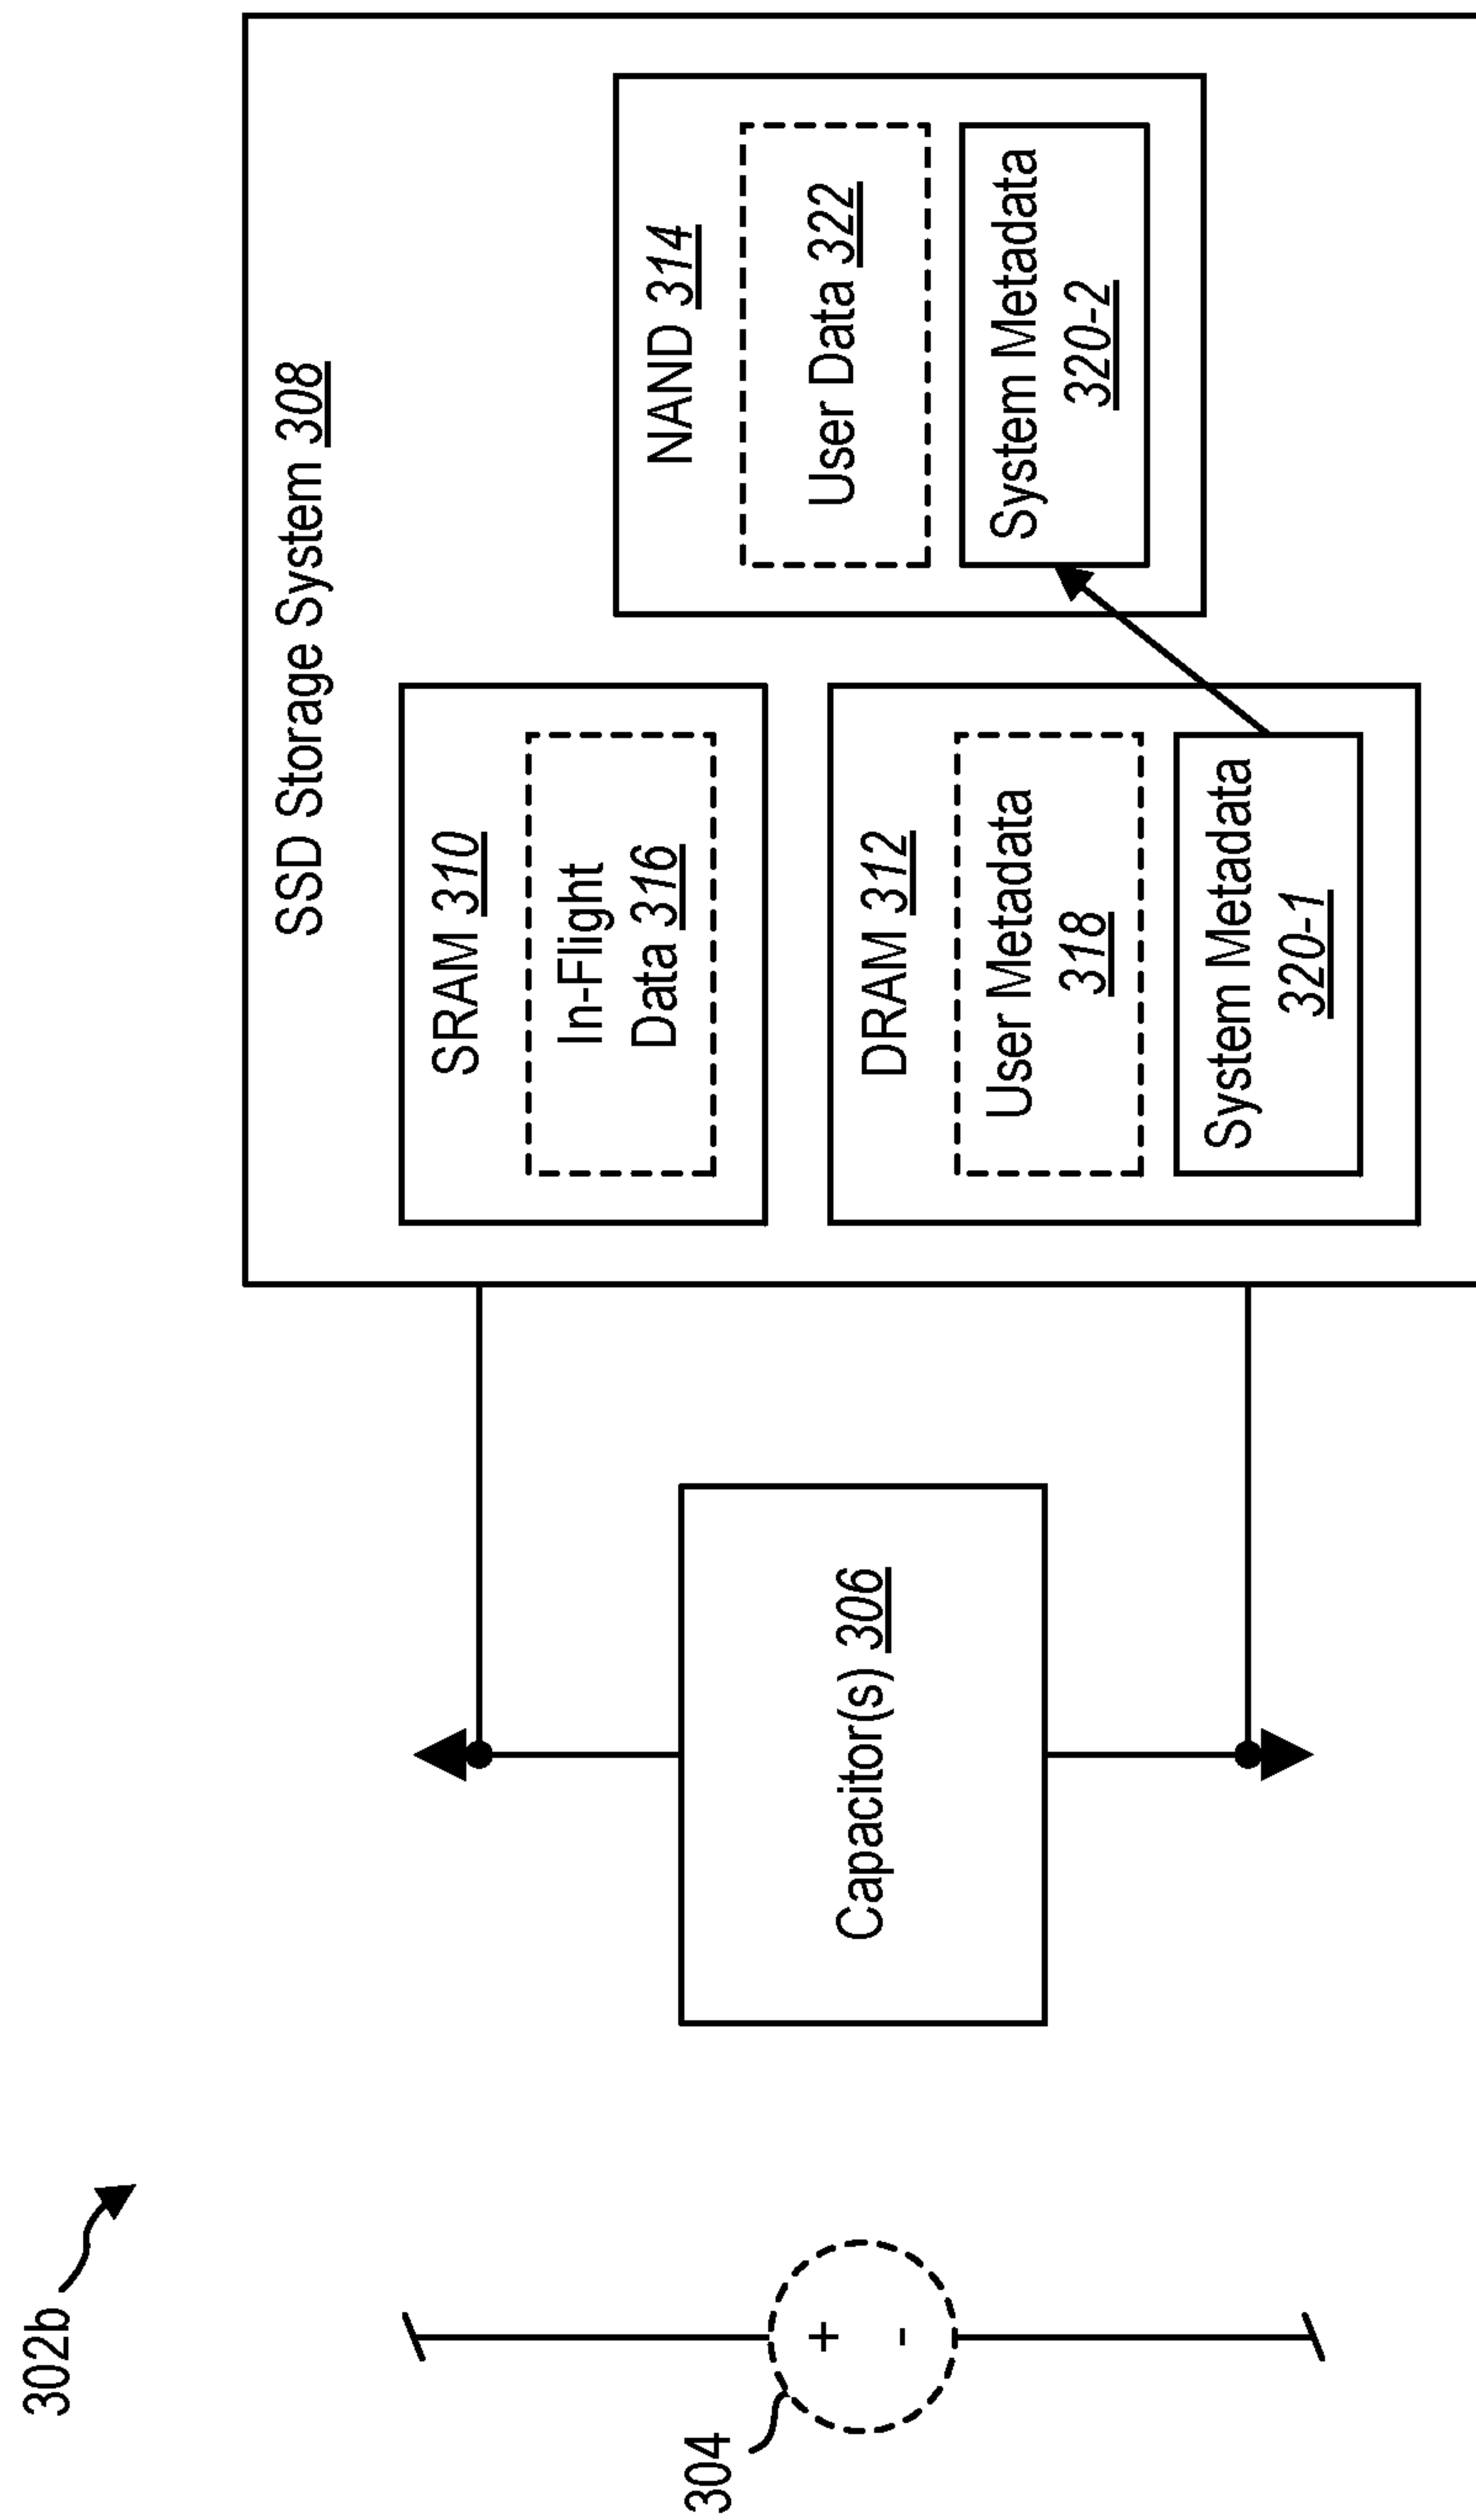 302b
304
+
-
Capacitor(s) 306
SSD Storage System 308
SRAM 310
In-Flight
Data 316
DRAM 312
User Metadata
318
System Metadata
320-1
NAND 314
User Data 322
System Metadata
320-2